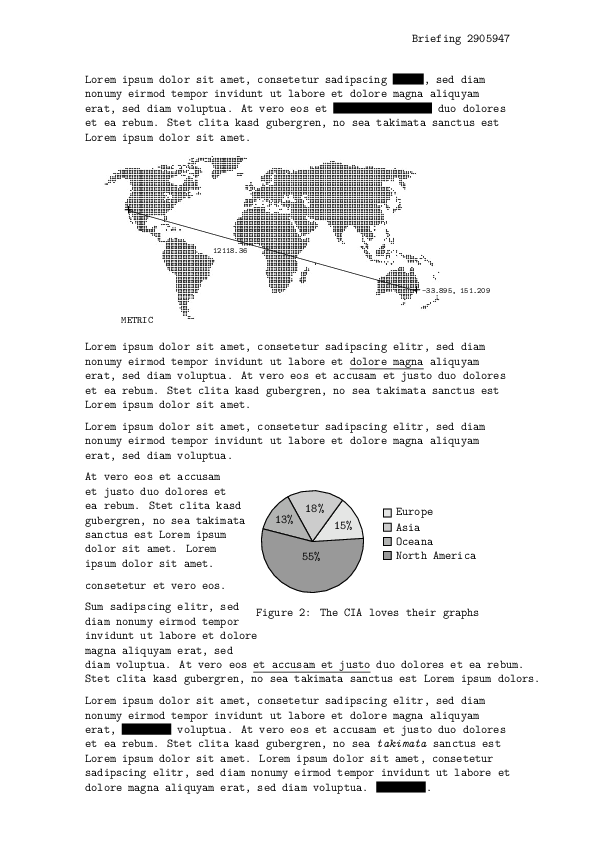 Briefing 2905947
Lorem ipsum dolor sit amet, consetetur sadipscing , sed diam
nonumy eirmod tempor invidunt ut labore et dolore magna aliquyam
erat, sed diam voluptua. At vero eos et duo dolores
et ea rebum. Stet clita kasd gubergren, no sea takimata sanctus est
Lorem ipsum dolor sit amet.
12118.36
-33.895, 151.209
METRIC
Lorem ipsum dolor sit amet, consetetur sadipscing elitr, sed diam
nonumy eirmod tempor invidunt ut labore et dolore magna aliquyam
erat, sed diam voluptua. At vero eos et accusam et justo duo dolores
et ea rebum. Stet clita kasd gubergren, no sea takimata sanctus est
Lorem ipsum dolor sit amet.
Lorem ipsum dolor sit amet, consetetur sadipscing elitr, sed diam
nonumy eirmod tempor invidunt ut labore et dolore magna aliquyam
erat, sed diam voluptua.
At vero eos et accusam
et justo duo dolores et
ea rebum. Stet clita kasd
gubergren, no sea takimata
sanctus est Lorem ipsum
dolor sit amet. Lorem
ipsum dolor sit amet.
consetetur et vero eos.
Sum sadipscing elitr, sed
diam nonumy eirmod tempor
invidunt ut labore et dolore
magna aliquyam erat, sed
18%
13%
15%
55%
Europe
Asia
Oceana
North America
Figure 2: The CIA loves their graphs
diam voluptua. At vero eos et accusam et justo duo dolores et ea rebum.
Stet clita kasd gubergren, no sea takimata sanctus est Lorem ipsum dolors.
Lorem ipsum dolor sit amet, consetetur sadipscing elitr, sed diam
nonumy eirmod tempor invidunt ut labore et dolore magna aliquyam
erat, voluptua. At vero eos et accusam et justo duo dolores
et ea rebum. Stet clita kasd gubergren, no sea takimata sanctus est
Lorem ipsum dolor sit amet. Lorem ipsum dolor sit amet, consetetur
sadipscing elitr, sed diam nonumy eirmod tempor invidunt ut labore et
dolore magna aliquyam erat, sed diam voluptua. .